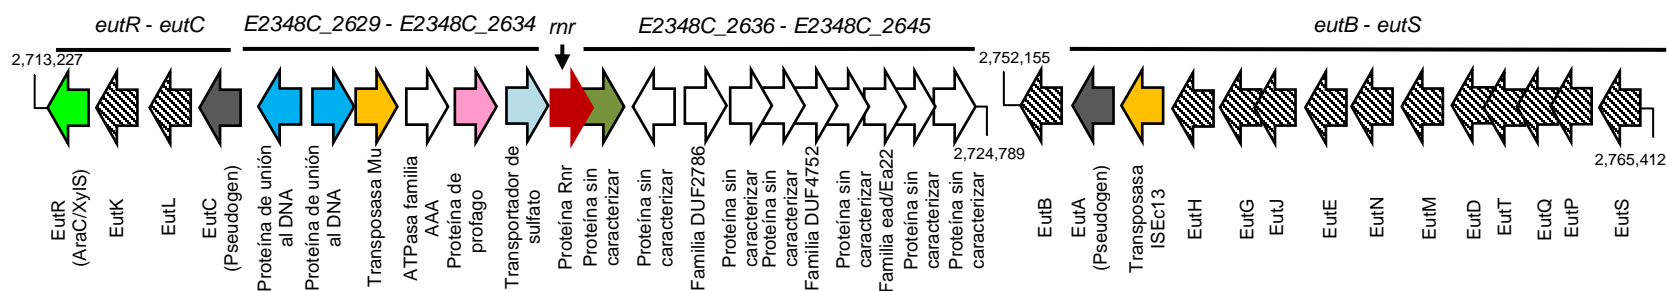 eutR - eutC
E2348C_2629 - E2348C_2634
rnr
E2348C_2636 - E2348C_2645
eutB - eutS
2,713,227
2,724,789
2,752,155
2,765,412
EutR
(AraC/XylS)
EutK
EutL
EutC
(Pseudogen)
Proteína de unión
al DNA
Proteína de unión
al DNA
Transposasa Mu
ATPasa familia
AAA
Proteína de
profago
Transportador de
sulfato
Proteína Rnr
Proteína sin
caracterizar
Proteína sin
caracterizar
Familia DUF2786
Proteína sin
caracterizar
Proteína sin
caracterizar
Familia DUF4752
Proteína sin
caracterizar
Familia ead/Ea22
Proteína sin
caracterizar
Proteína sin
caracterizar
EutB
EutA
(Pseudogen)
Transposasa
ISEc13
EutH
EutG
EutJ
EutE
EutN
EutM
EutD
EutT
EutQ
EutP
EutS